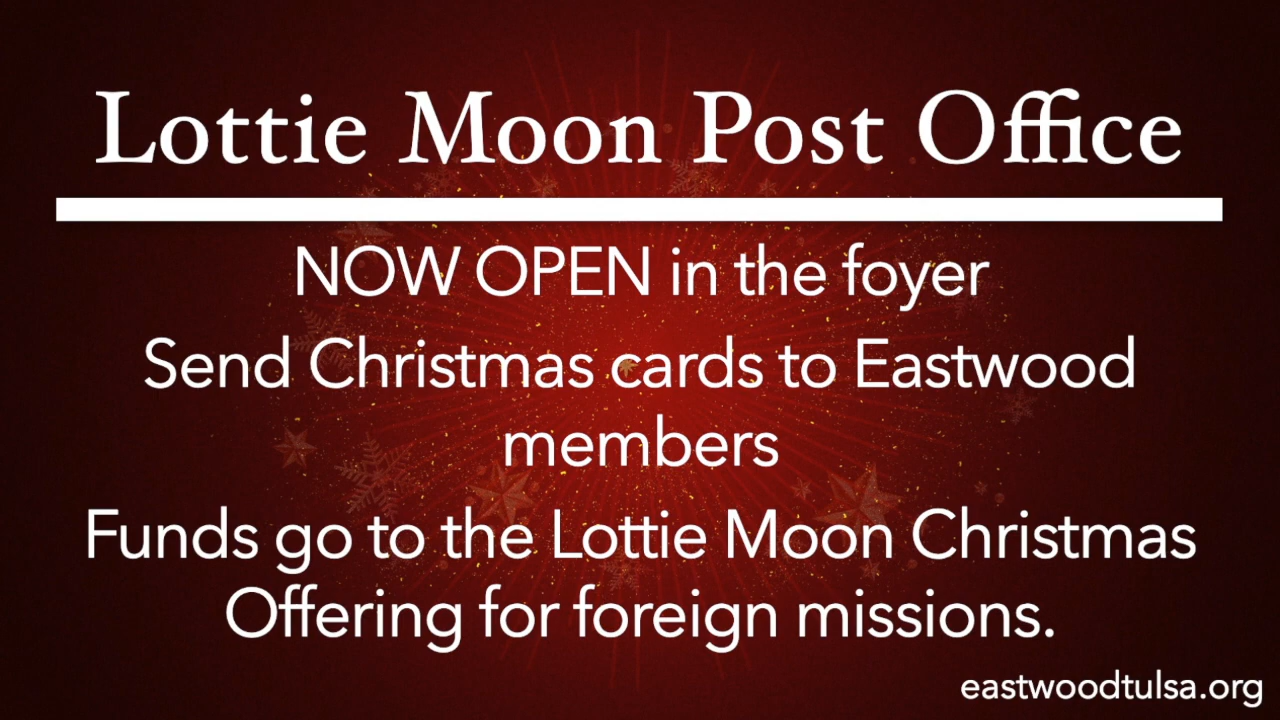 Lottie Moon Post Office
NOW OPEN in the foyer
Send Christmas cards to Eastwood
members
Funds go to the Lottie Moon Christmas
Offering for foreign missions.
eastwoodtulsa.org